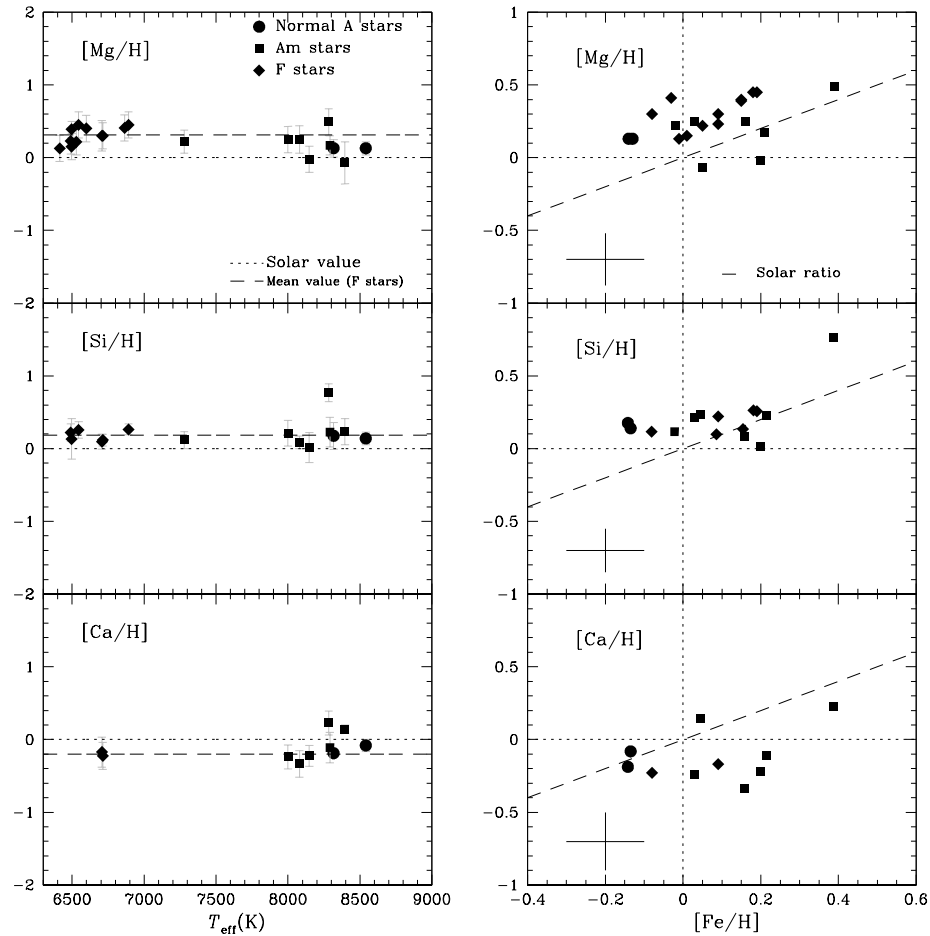 [Mg/H]
Normal A stars
Am stars
F stars
Solar value
Mean value (F stars)
2
1
0
−1
−2
[Si/H]
1
0
−1
−2
[Ca/H]
1
0
−1
−2
6500 7000 7500 8000 8500 9000
Teff(K)
[Mg/H]
Solar ratio
1
0.5
0
−0.5
−1
[Si/H]
0.5
0
−0.5
−1
[Ca/H]
0.5
0
−0.5
−1
−0.4 −0.2 0 0.2 0.4 0.6
[Fe/H]